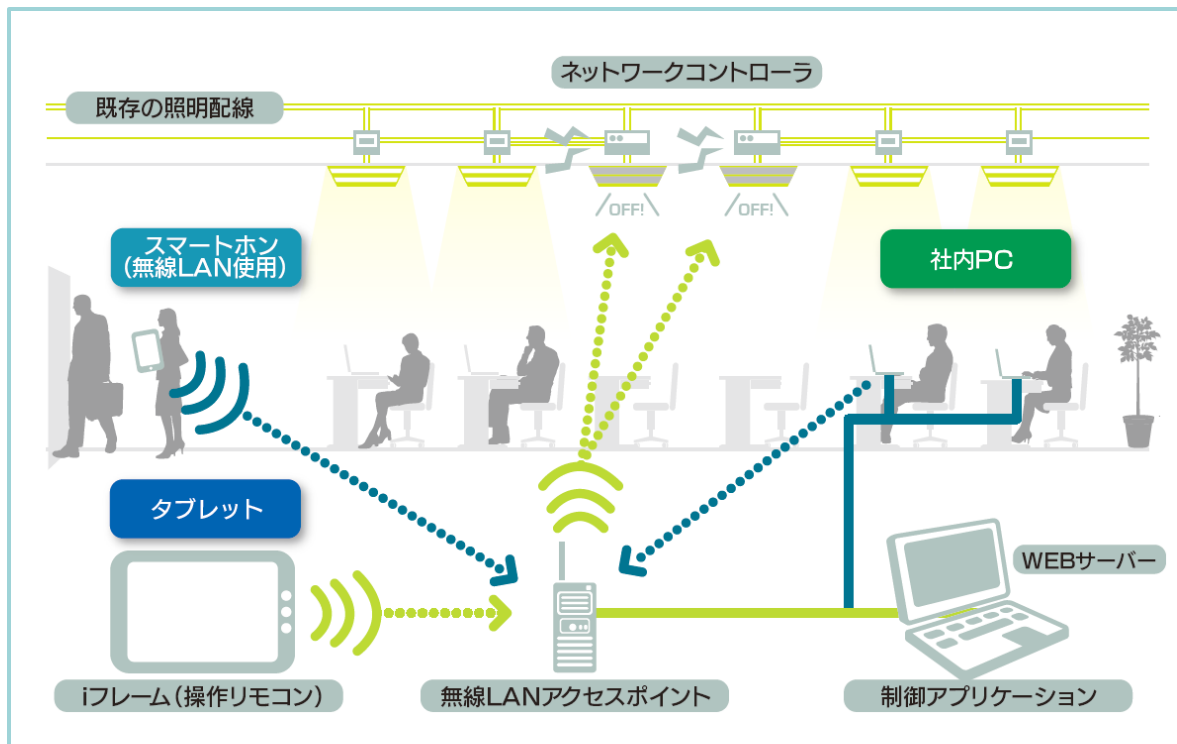 ネットワークコントローラ
既存の照明配線
OFF!
OFF!
スマートホン
(無線LAN使用)
社内PC
タブレット
WEBサーバー
iフレーム(操作リモコン)
無線LANアクセスポイント
制御アプリケーション